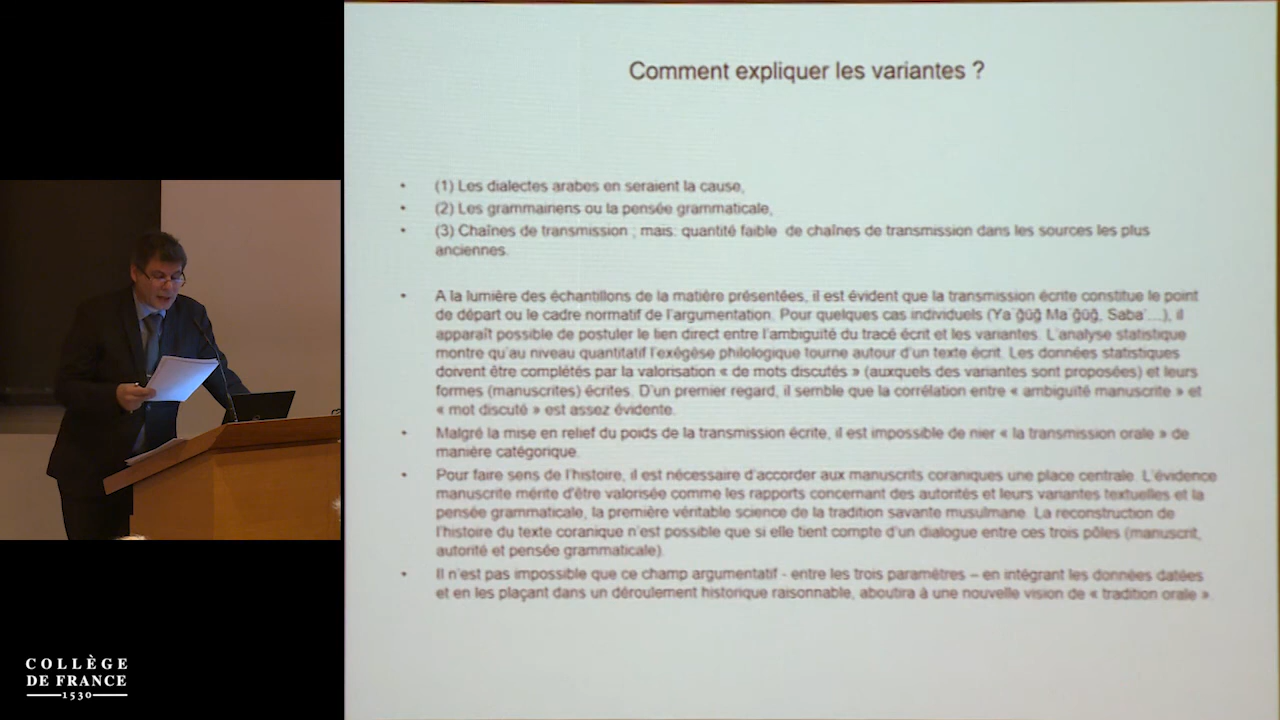 Comment expliquer les variantes ?
• (1) Les dialectes arabes en seraient la cause,
• (2) Les grammairiens ou la pensée grammaticale,
• (3) Chaînes de transmission ; mais: quantité faible de chaînes de transmission dans les sources les plus
anciennes.
• A la lumière des échantillons de la matière présentées, il est évident que la transmission écrite constitue le point
de départ ou le cadre normatif de l'argumentation. Pour quelques cas individuels (Ya ǧūǧ Ma ǧūǧ, Saba'....), il
apparaît possible de postuler le lien direct entre l'ambiguïté du tracé écrit et les variantes. L'analyse statistique
montre qu'au niveau quantitatif l'exégèse philologique tourne autour d'un texte écrit. Les données statistiques
doivent être complétés par la valorisation « de mots discutés » (auxquels des variantes sont proposées) et leurs
formes (manuscrites) écrites. D'un premier regard, il semble que la corrélation entre « ambiguité manuscrite » et
« mot discuté » est assez évidente.
• Malgré la mise en relief du poids de la transmission écrite, il est impossible de nier « la transmission orale » de
manière catégorique.
• Pour faire sens de l'histoire, il est nécessaire d'accorder aux manuscrits coraniques une place centrale. L'évidence
manuscrite mérite d'être valorisée comme les rapports concernant des autorités et leurs variantes textuelles et la
pensée grammaticale, la première véritable science de la tradition savante musulmane. La reconstruction de
l'histoire du texte coranique n'est possible que si elle tient compte d'un dialogue entre ces trois pôles (manuscrit,
autorité et pensée grammaticale).
• Il n'est pas impossible que ce champ argumentatif - entre les trois paramètres – en intégrant les données datées
et en les plaçant dans un déroulement historique raisonnable, aboutira à une nouvelle vision de « tradition orale ».
COLLÈGE
DE FRANCE
1530